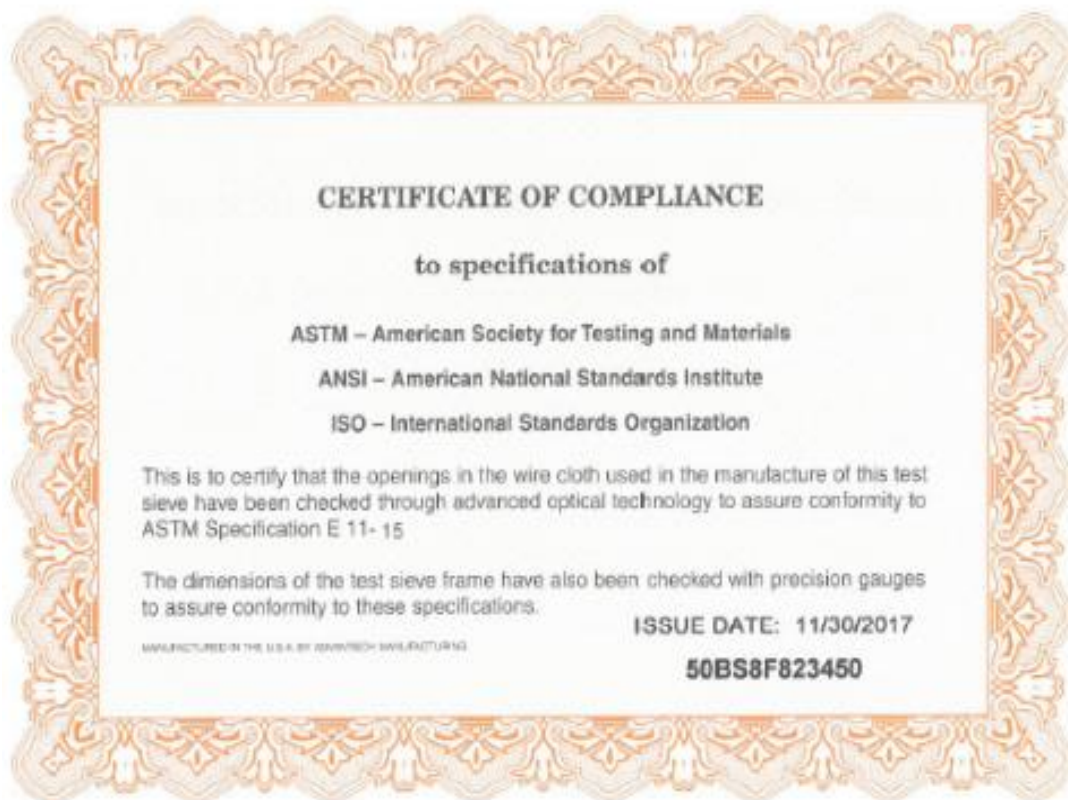 CERTIFICATE OF COMPLIANCE
to specifications of
ASTM – American Society for Testing and Materials
ANSI – American National Standards Institute
ISO – International Standards Organization
This is to certify that the openings in the wire cloth used in the manufacture of this test
sieve have been checked through advanced optical technology to assure conformity to
ASTM Specification E 11- 15
The dimensions of the test sieve frame have also been checked with precision gauges
to assure conformity to these specifications.
ISSUE DATE: 11/30/2017
MANUFACTURED IN THE U.S.A. BY ADVANTECH MANUFACTURING
50BS8F823450